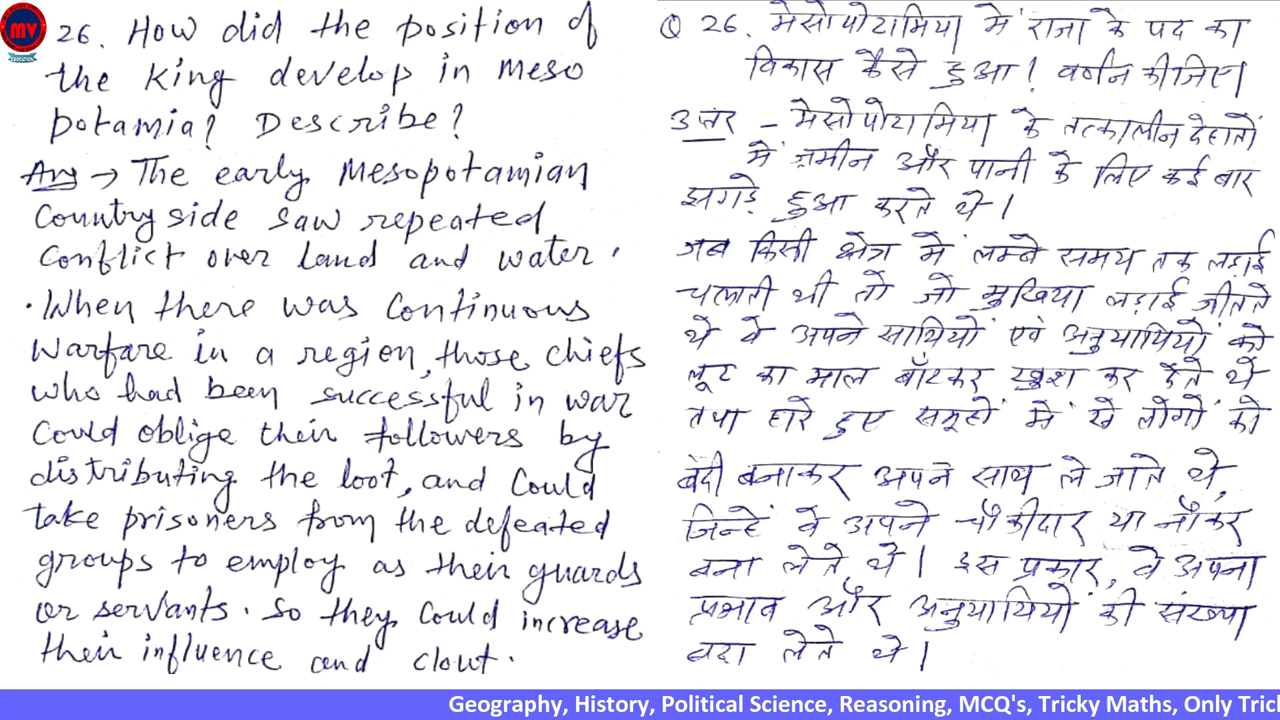 MV
EDUCATION
26. How did the position of
the King develop in Meso
potamia? Describe?
Ans → The early Mesopotamian
Countryside saw repeated
Conflict over land and water.
· When there was continuous
Warfare in a region, those chiefs
who had been successful in war
Could oblige their followers by
distributing the loot, and Could
take prisoners from the defeated
groups to employ as their guards
or servants. So they could increase
their influence and clout.
Q 26. मेसोपोटामिया में राजा के पद का
विकास कैसे हुआ? वर्णन कीजिए।
उत्तर - मेसोपोटामिया के तत्कालीन देहातों
में ज़मीन और पानी के लिए कई बार
झगड़े हुआ करते थे।
जब किसी क्षेत्र में लम्बे समय तक लड़ाई
चलती थी तो जो मुखिया लड़ाई जीतते
थे वे अपने साथियों एवं अनुयायियों को
लूट का माल बाँटकर खुश कर देते थे
तथा हारे हुए समूहों में से लोगों को
बंदी बनाकर अपने साथ ले जाते थे,
जिन्हें वे अपने चौकीदार या नौकर
बना लेते थे। इस प्रकार, वे अपना
प्रभाव और अनुयायियों की संख्या
बढ़ा लेते थे।
Geography, History, Political Science, Reasoning, MCQ's, Tricky Maths, Only Tric